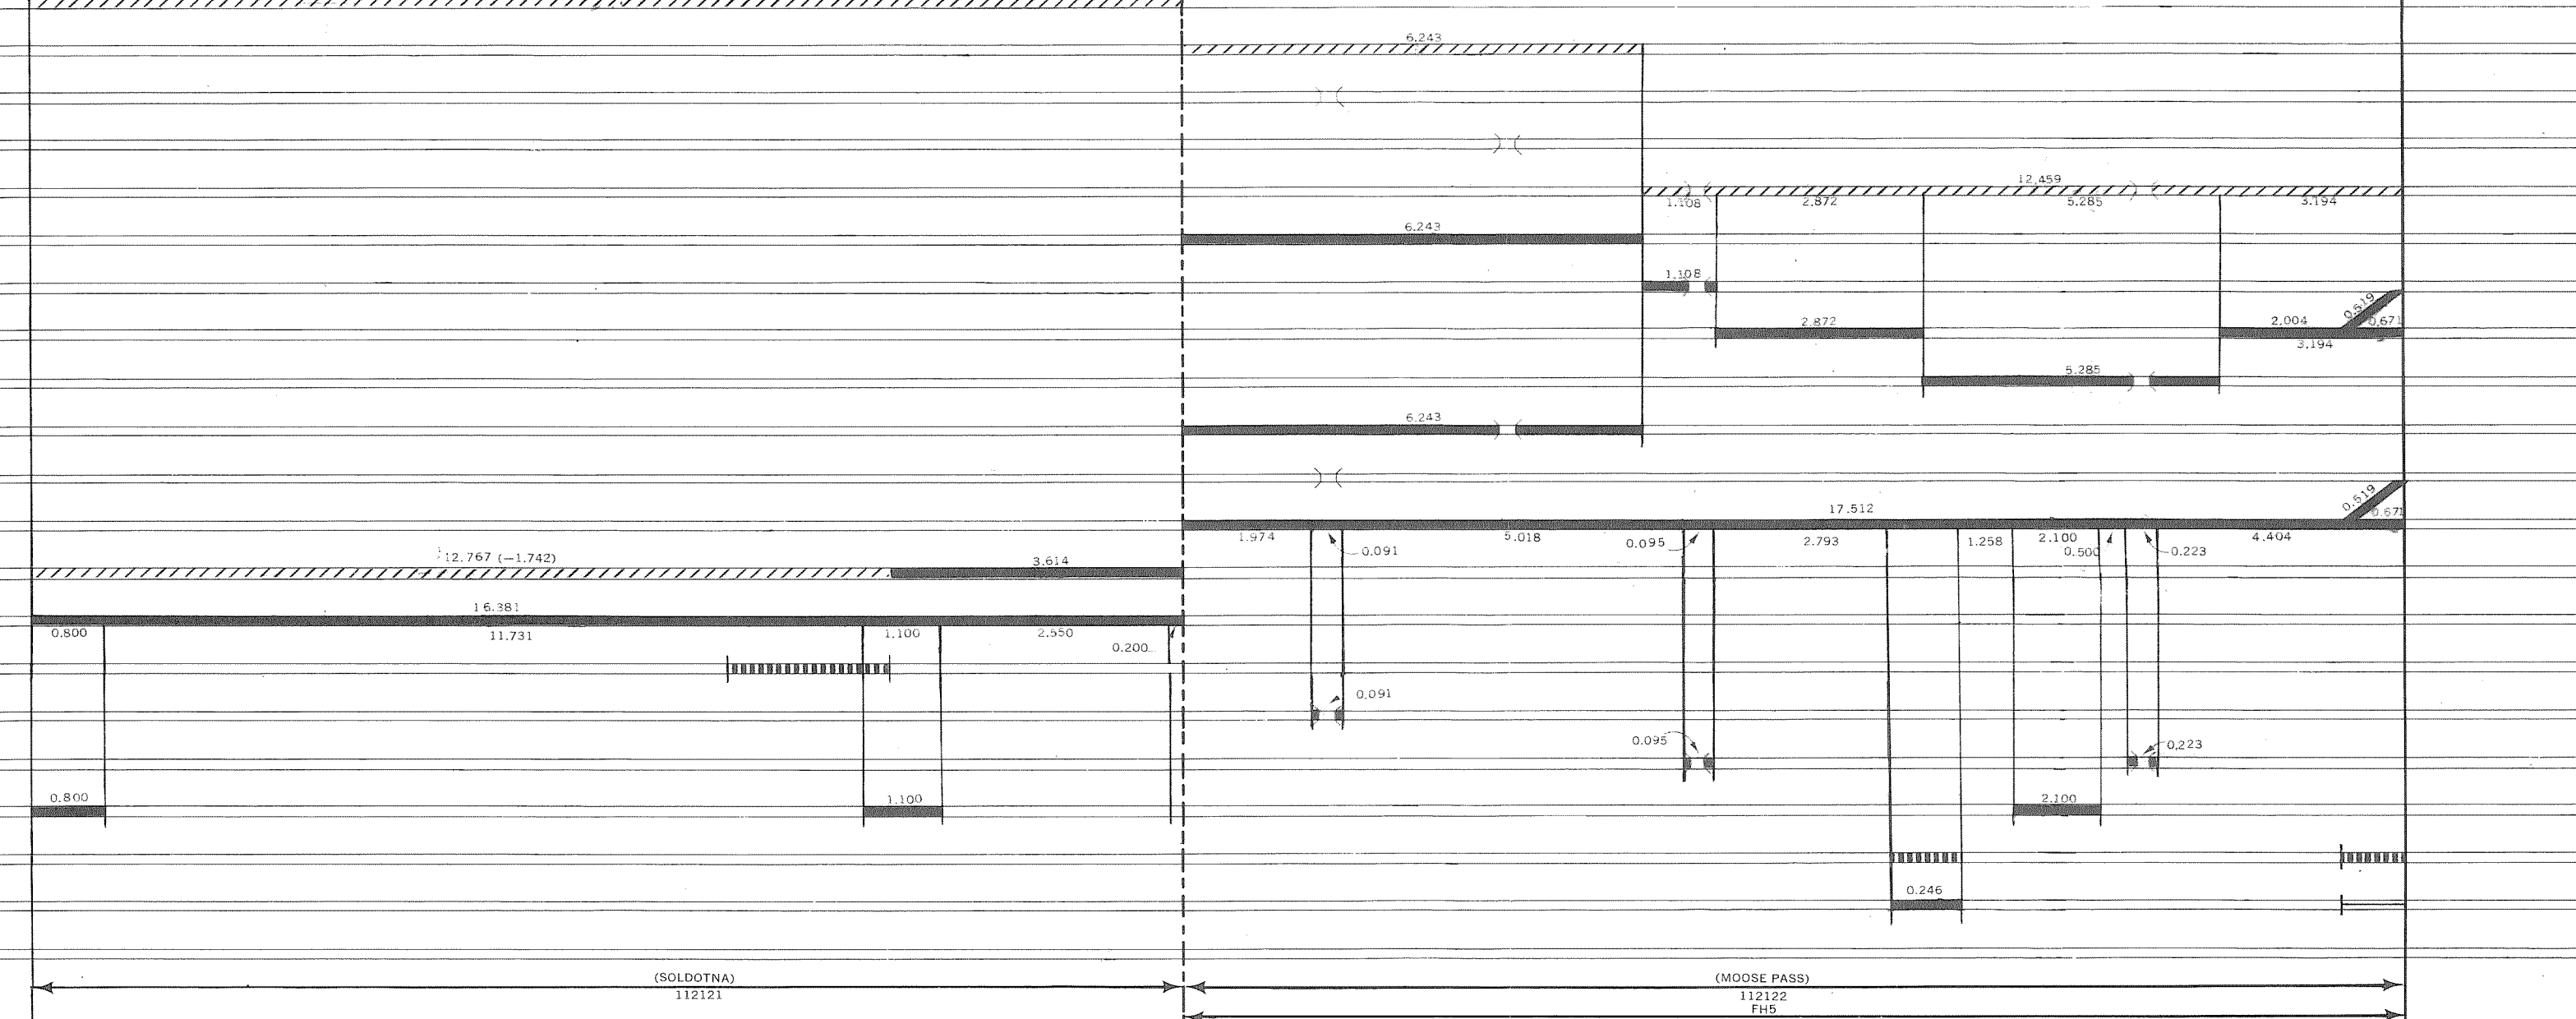 6.243
12.459
1.108 2.872 5.285 3.194
6.243
1.108
0.519
2.872 2.004 0.671
3.194
5.285
6.243
0.519
17.512 0.671
1.974 0.091 5.018 0.095 2.793 1.258 2.100 0.500 0.223 4.404
12.767 (−1.742) 3.614
16.381
0.800 11.731 1.100 2.550
0.200
0.091
0.095 0.223
0.800 1.100 2.100
0.246
(SOLDOTNA) (MOOSE PASS)
112121 112122
FH5